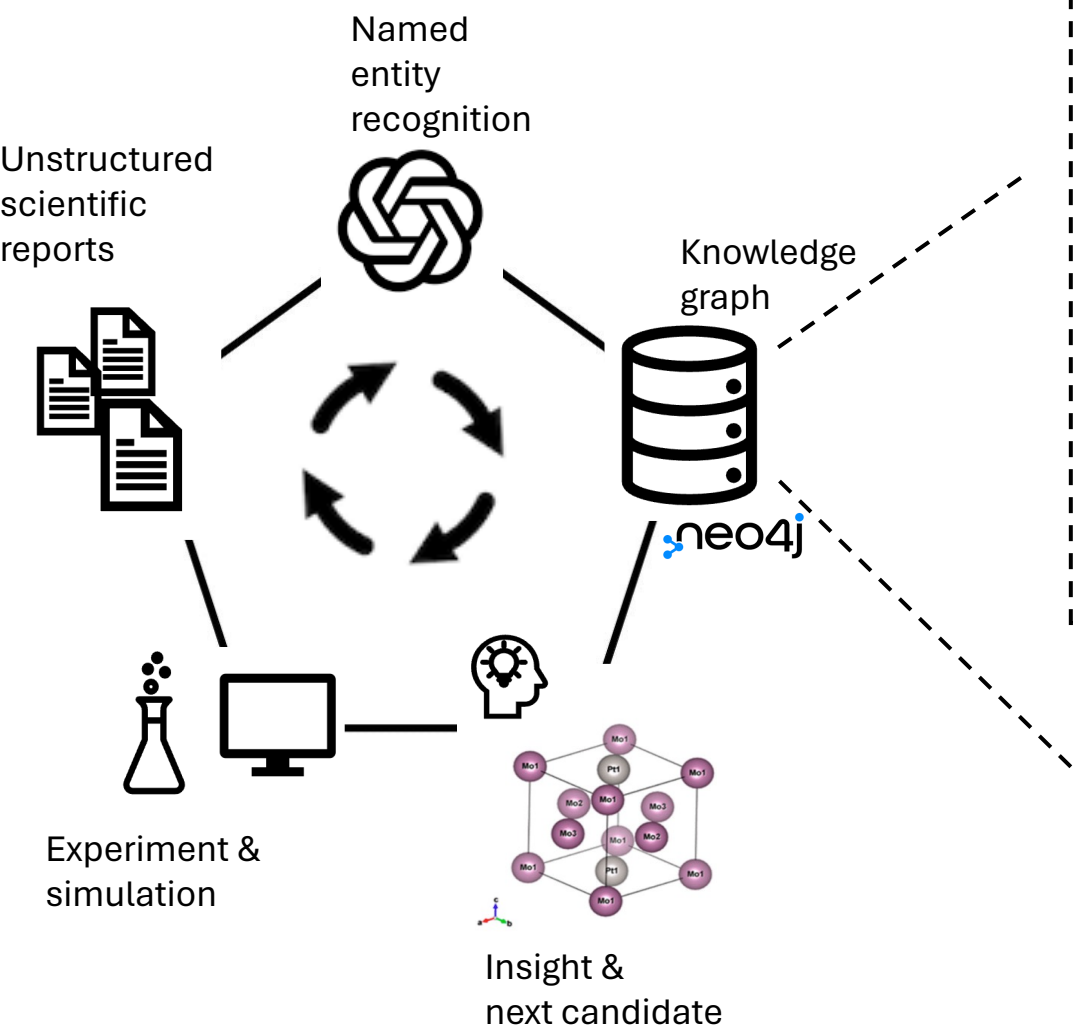 Named
entity
recognition
Unstructured
scientific
reports
Knowledge
graph
neo4j
Mo1
Mo1
Pt1
Mo1
Mo2
Mo1
Mo3
Mo3
Mo1
Mo2
Mo1
Pt1
Mo1
Mo1
c
a
b
Experiment &
simulation
Insight &
next candidate